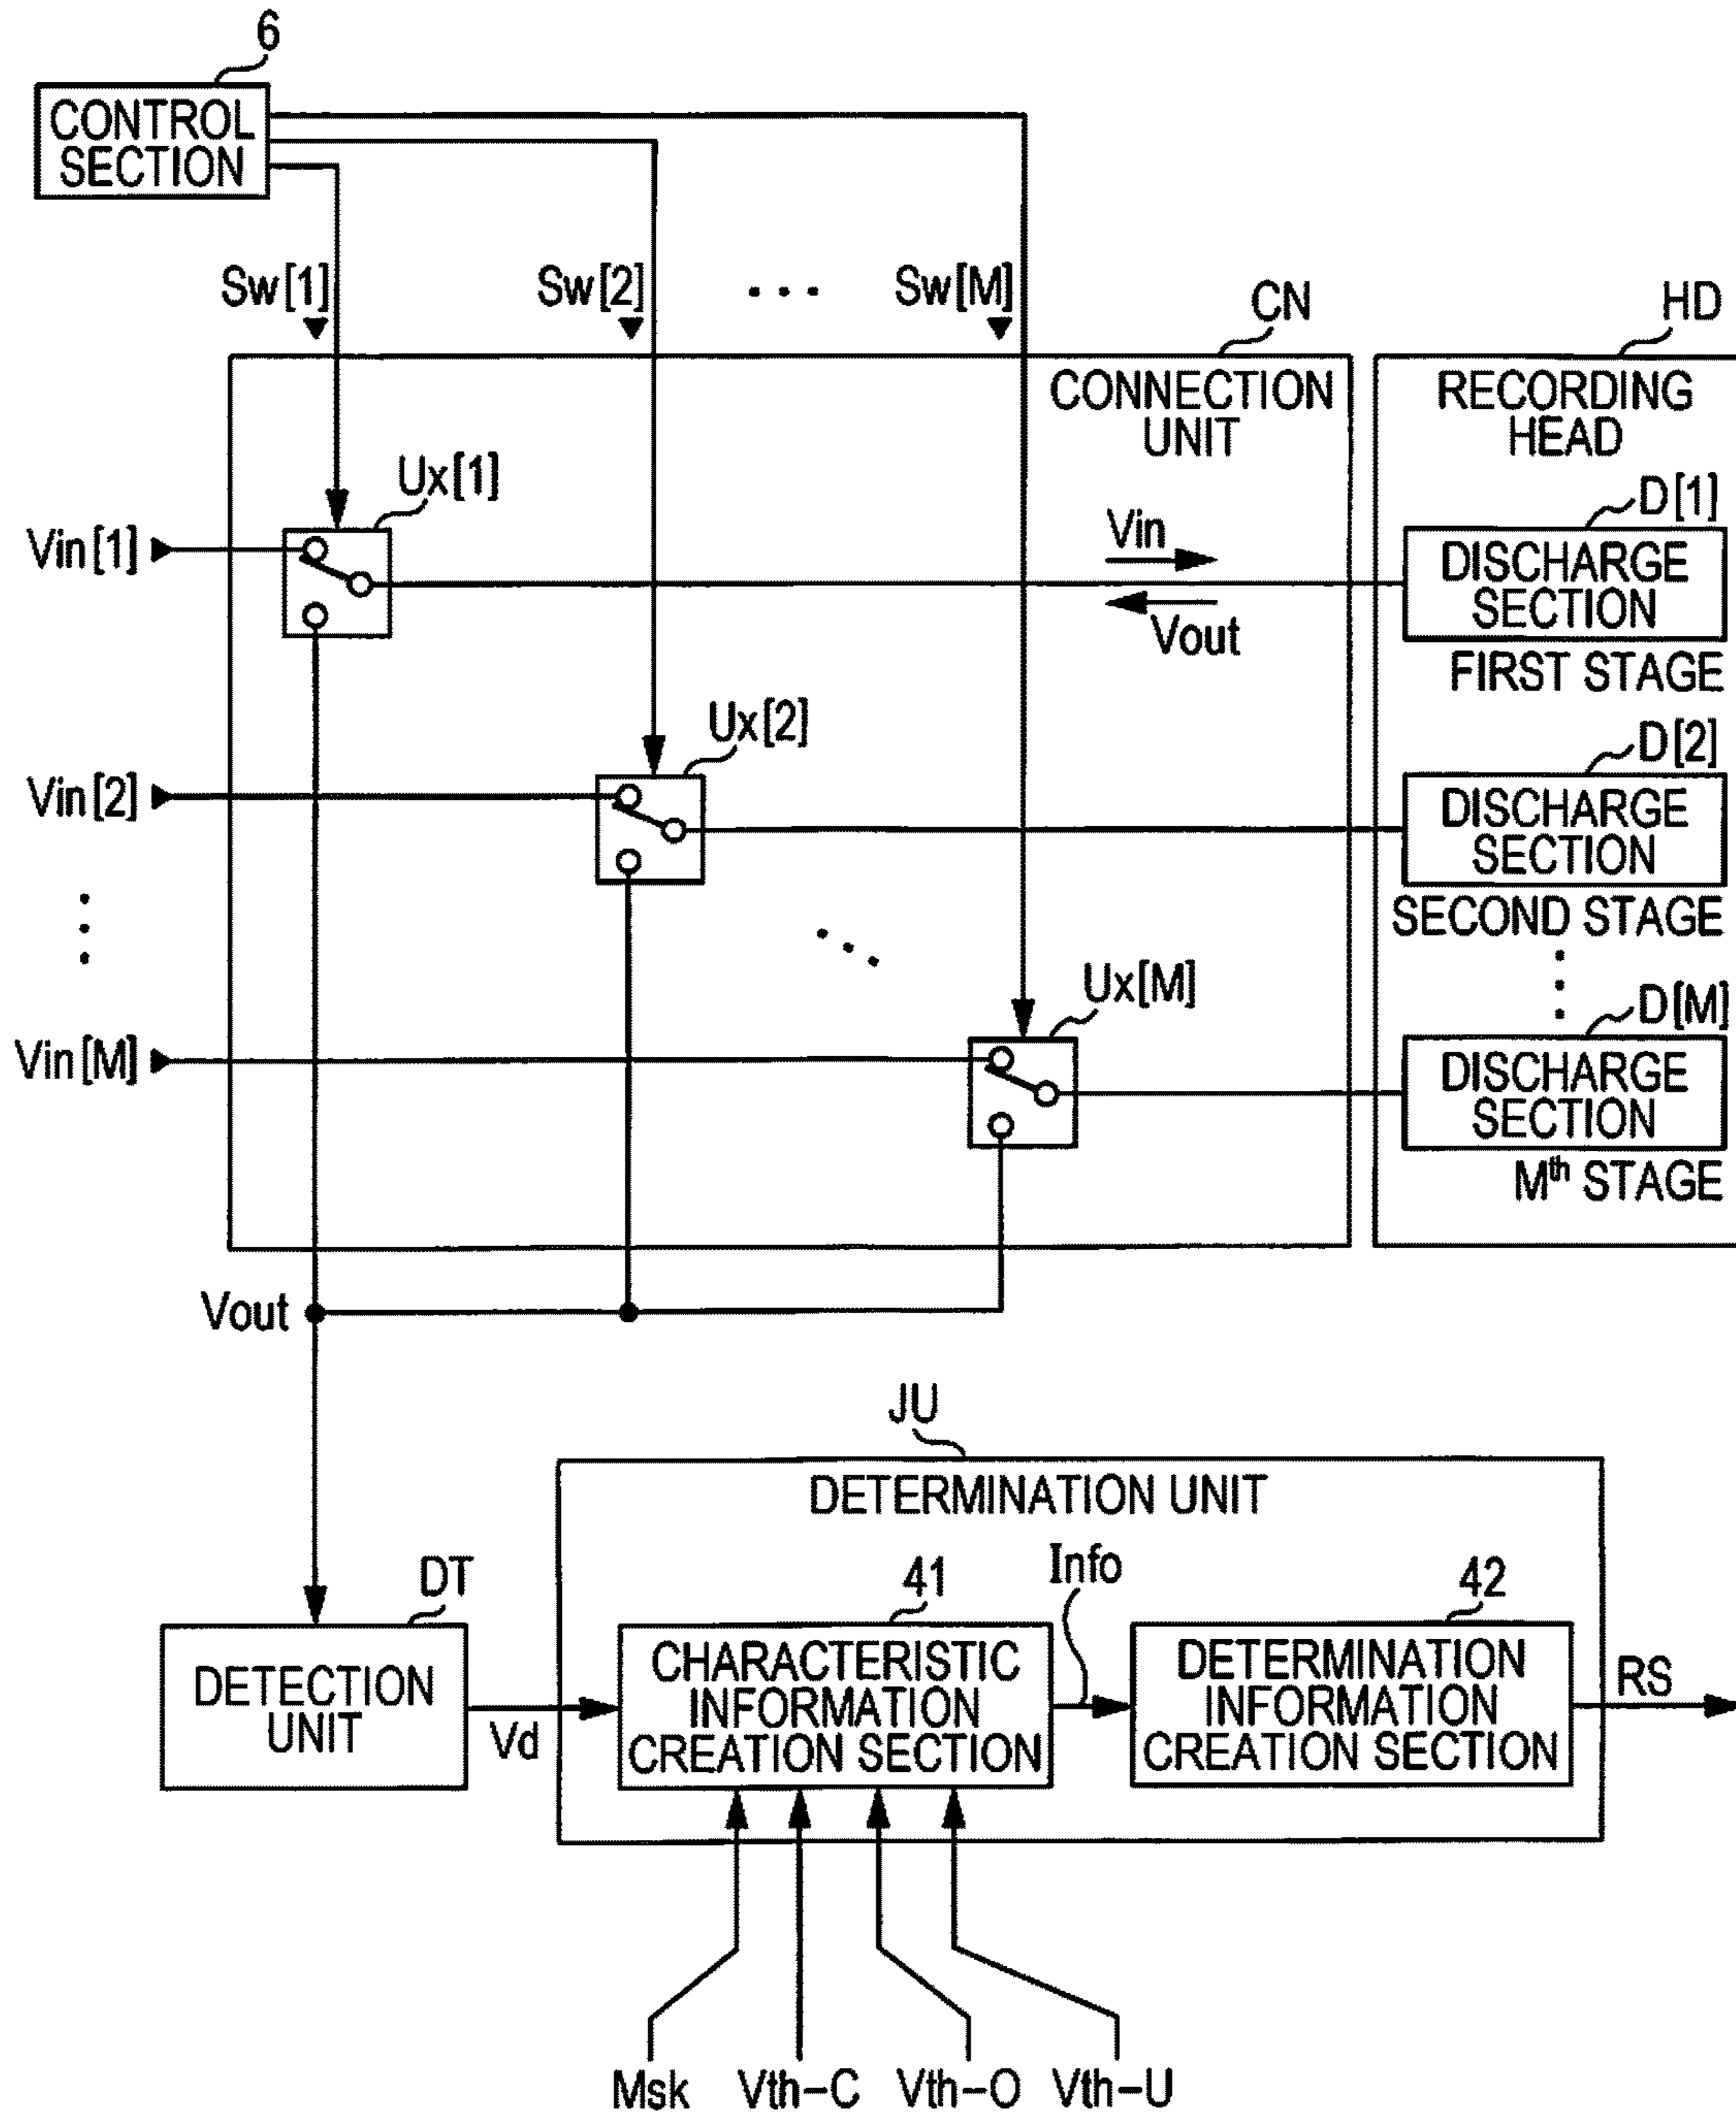 6
CONTROL
SECTION
Sw[1]
Sw[2]
...
Sw[M]
CN
HD
CONNECTION
UNIT
RECORDING
HEAD
Ux[1]
D[1]
Vin[1]
Vin
DISCHARGE
SECTION
Vout
FIRST STAGE
Ux[2]
D[2]
Vin[2]
DISCHARGE
SECTION
SECOND STAGE
Ux[M]
D[M]
Vin[M]
DISCHARGE
SECTION
Mth STAGE
Vout
JU
DETERMINATION UNIT
DT
41
Info
42
DETECTION
UNIT
Vd
CHARACTERISTIC
INFORMATION
CREATION SECTION
DETERMINATION
INFORMATION
CREATION SECTION
RS
Msk
Vth-C
Vth-O
Vth-U